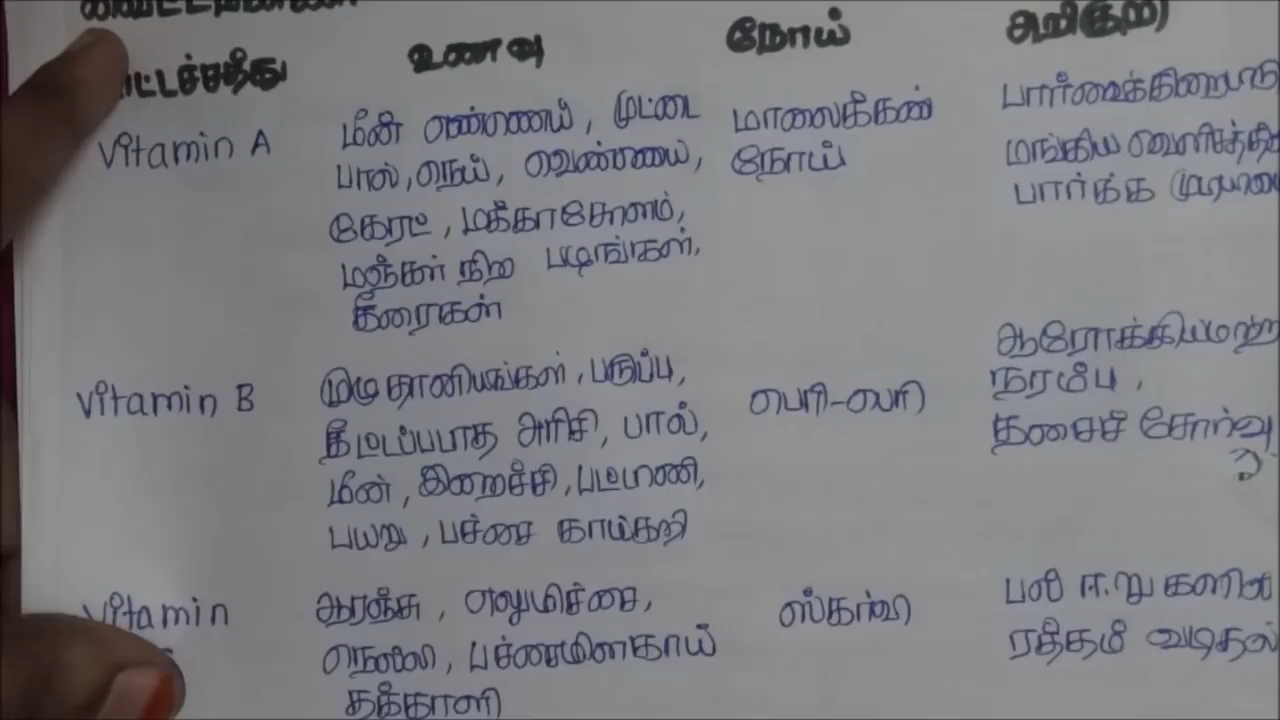 உணவு நோய் அறிகுறி
Vitamin A மீன் எண்ணெய், முட்டை மாலைக்கண் பார்வைக்குறைபாடு
பால், நெய், வெண்ணெய், நோய் மங்கிய வெளிச்சத்தி
கேரட், மக்காசோளம், பார்க்க முடியாமை
மஞ்சள் நிற பழங்கள்,
கீரைகள்
Vitamin B முழு தானியங்கள், பருப்பு, பெரி-பெரி ஆரோக்கியமற்ற
தீட்டப்படாத அரிசி, பால், நரம்பு,
மீன், இறைச்சி, பட்டாணி, தசைச் சோர்வு
பயறு, பச்சை காய்கறி
Vitamin ஆரஞ்சு, எலுமிச்சை, ஸ்கர்வி பல் ஈறுகளில்
நெல்லி, பச்சைமிளகாய் ரத்தம் வடிதல்
தக்காளி